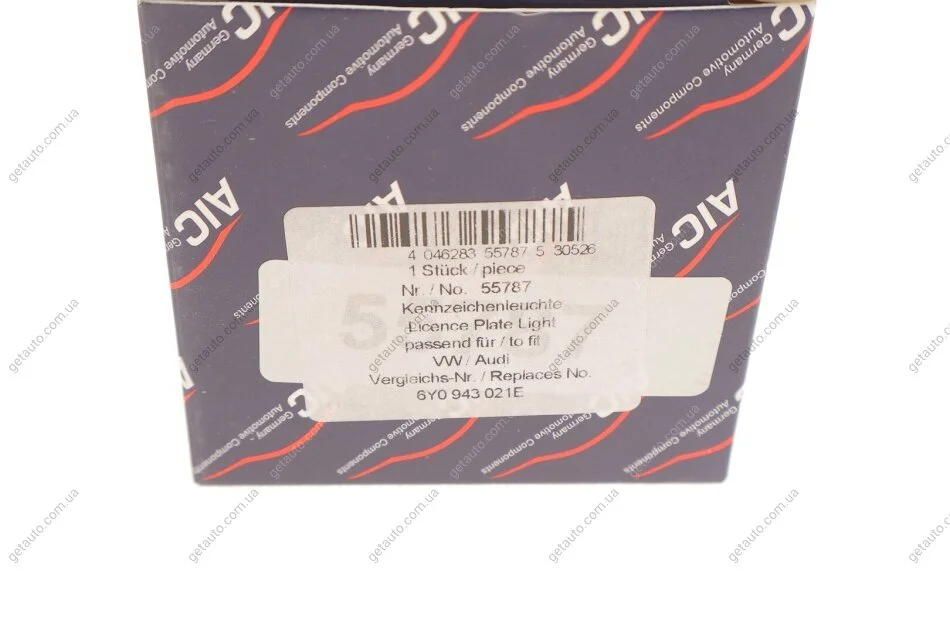 AIC
Germany
Automotive Components
4 046283 55787 5 30526
1 Stück / piece
Nr. / No. 55787
Kennzeichenleuchte
Licence Plate Light
passend für / to fit
VW / Audi
Vergleichs-Nr. / Replaces No.
6Y0 943 021E
getauto.com.ua